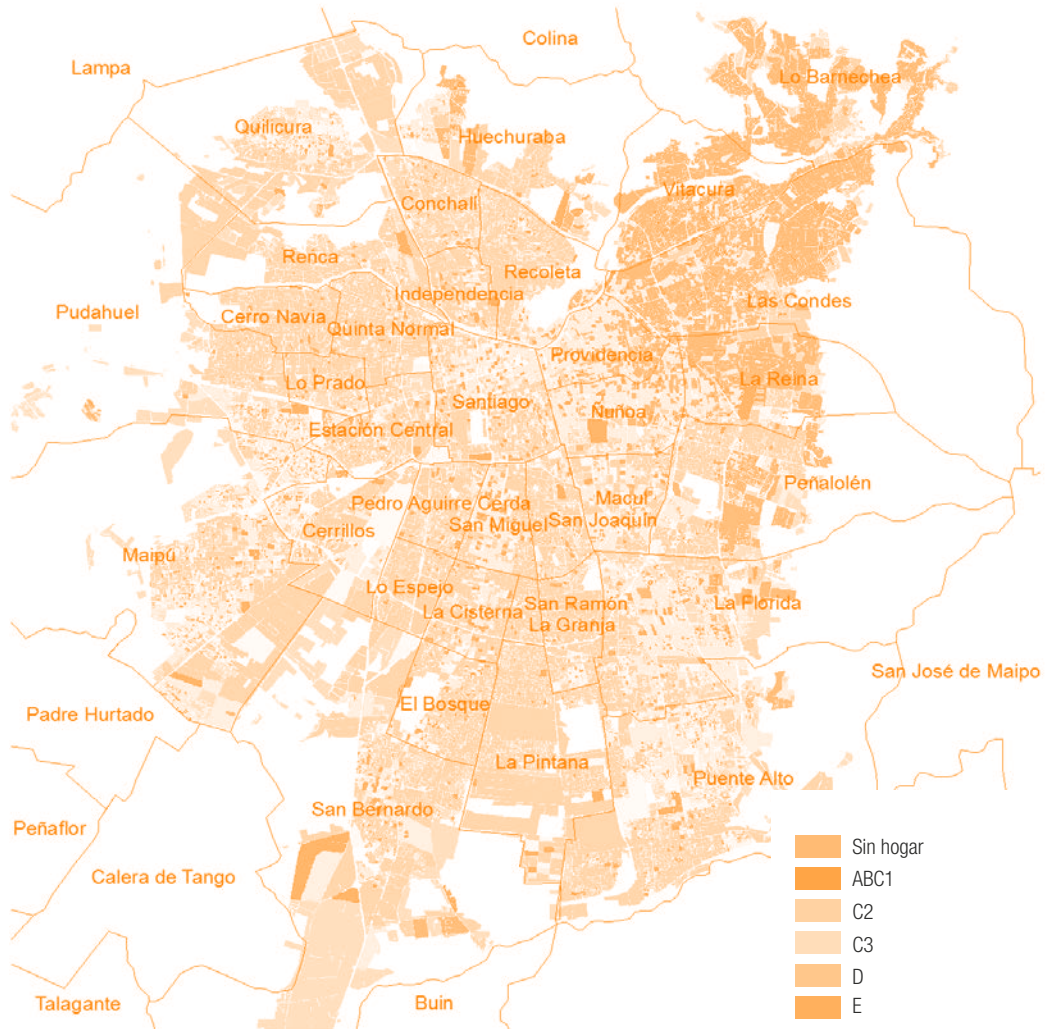 Colina
Lampa
Lo Barnechea
Quilicura
Huechuraba
Vitacura
Conchalí
Renca
Recoleta
Independencia
Las Condes
Pudahuel
Cerro Navia
Quinta Normal
Providencia
Lo Prado
La Reina
Santiago
Ñuñoa
Estación Central
Peñalolén
Pedro Aguirre Cerda
Macul
San Miguel
San Joaquín
Cerrillos
Maipú
Lo Espejo
La Cisterna
San Ramón
La Florida
La Granja
San José de Maipo
El Bosque
Padre Hurtado
La Pintana
Puente Alto
San Bernardo
Peñaflor
Calera de Tango
Talagante
Buin
Sin hogar
ABC1
C2
C3
D
E